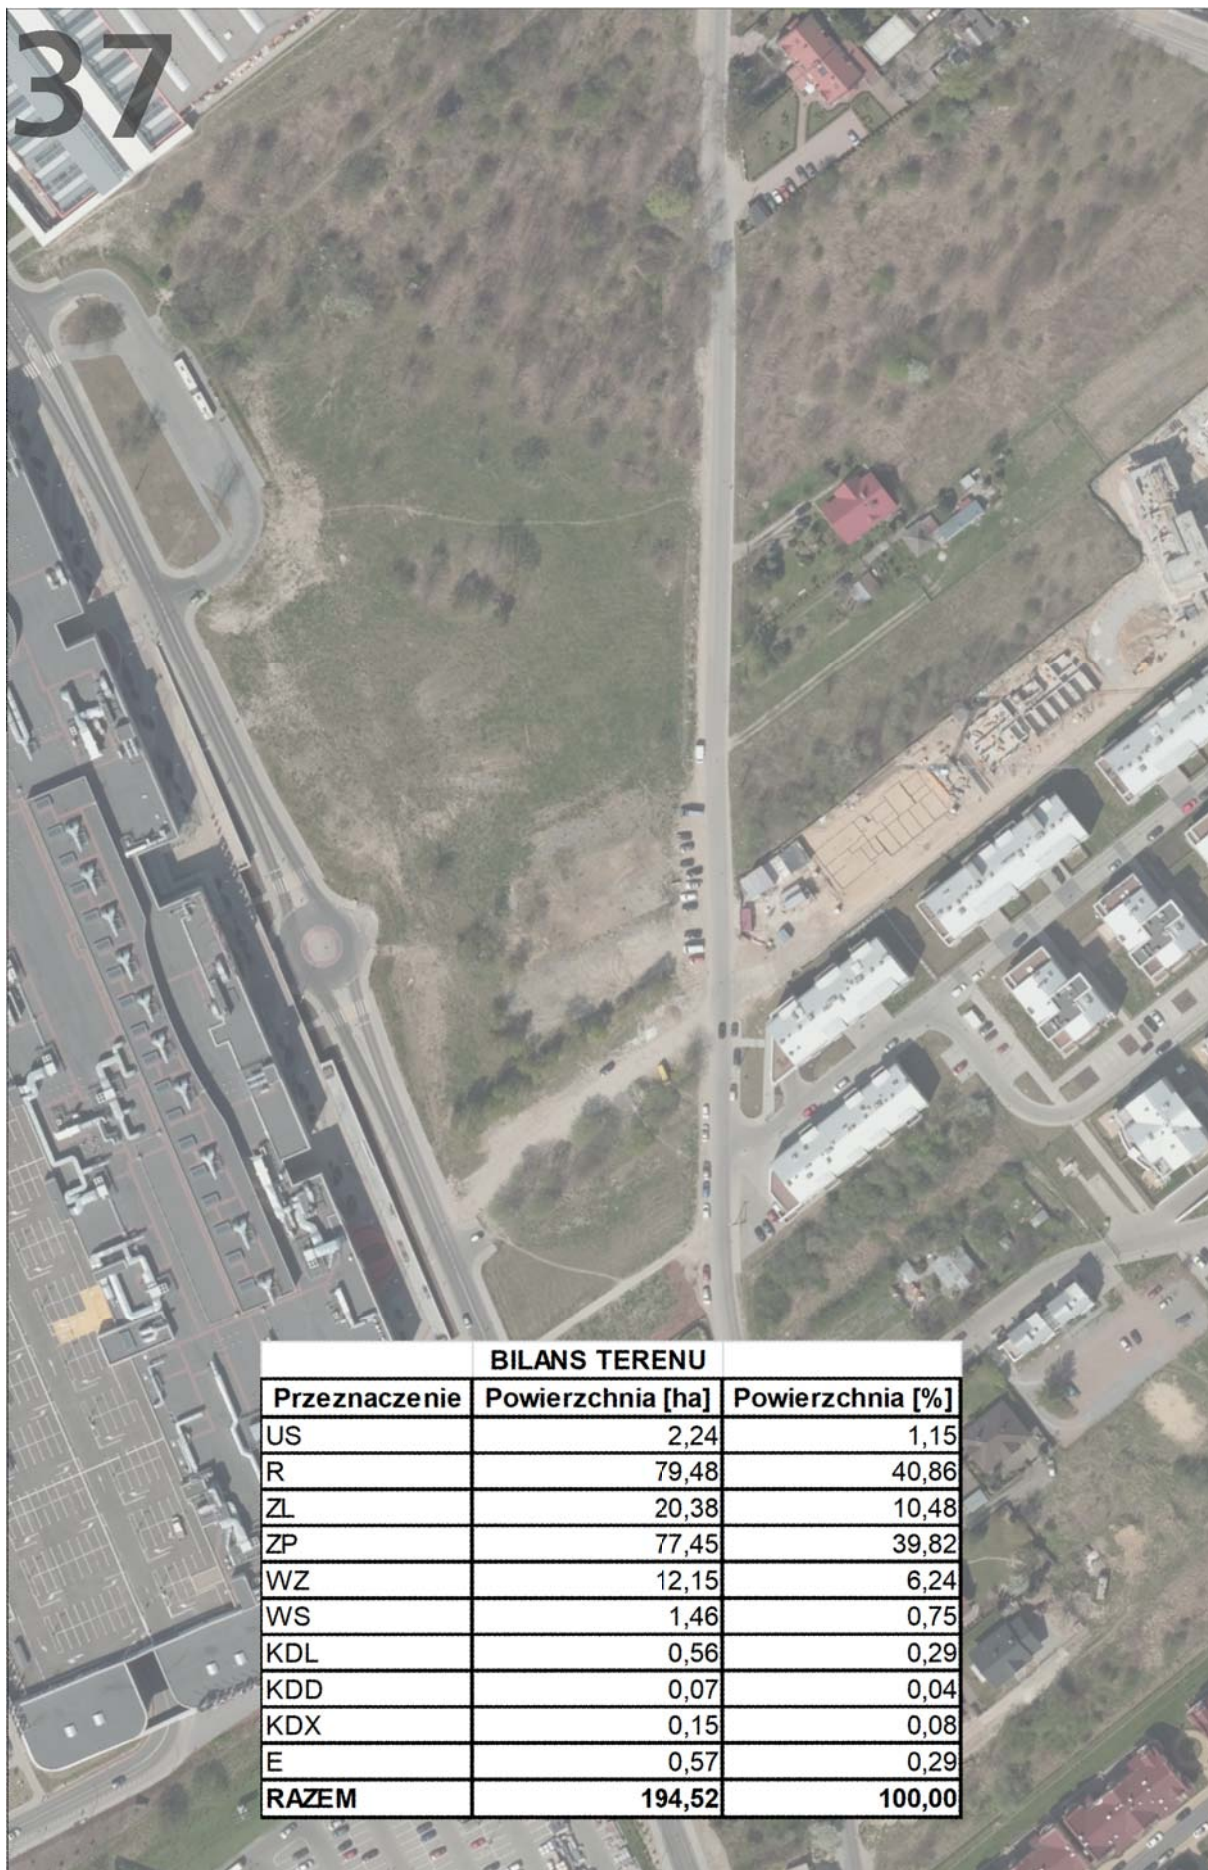 37
BILANS TERENU
Przeznaczenie Powierzchnia [ha] Powierzchnia [%]
US 2,24 1,15
R 79,48 40,86
ZL 20,38 10,48
ZP 77,45 39,82
WZ 12,15 6,24
WS 1,46 0,75
KDL 0,56 0,29
KDD 0,07 0,04
KDX 0,15 0,08
E 0,57 0,29
RAZEM 194,52 100,00